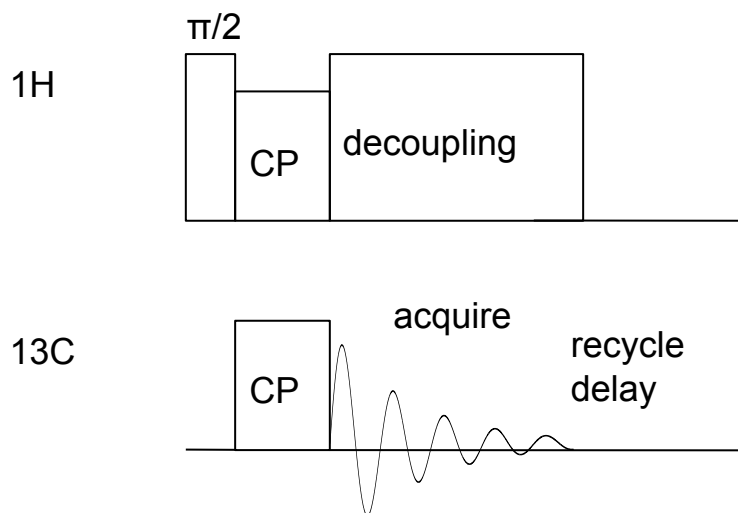 π/2
1H
CP
decoupling
acquire
13C
CP
recycle
delay